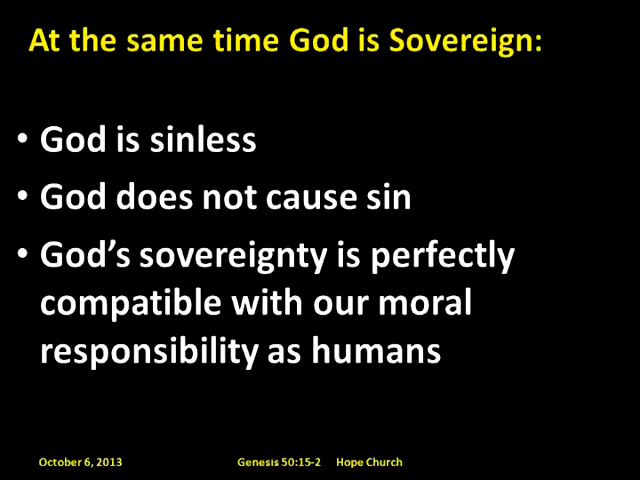 At the same time God is Sovereign:
• God is sinless
• God does not cause sin
• God’s sovereignty is perfectly
compatible with our moral
responsibility as humans
October 6, 2013 Genesis 50:15-2 Hope Church